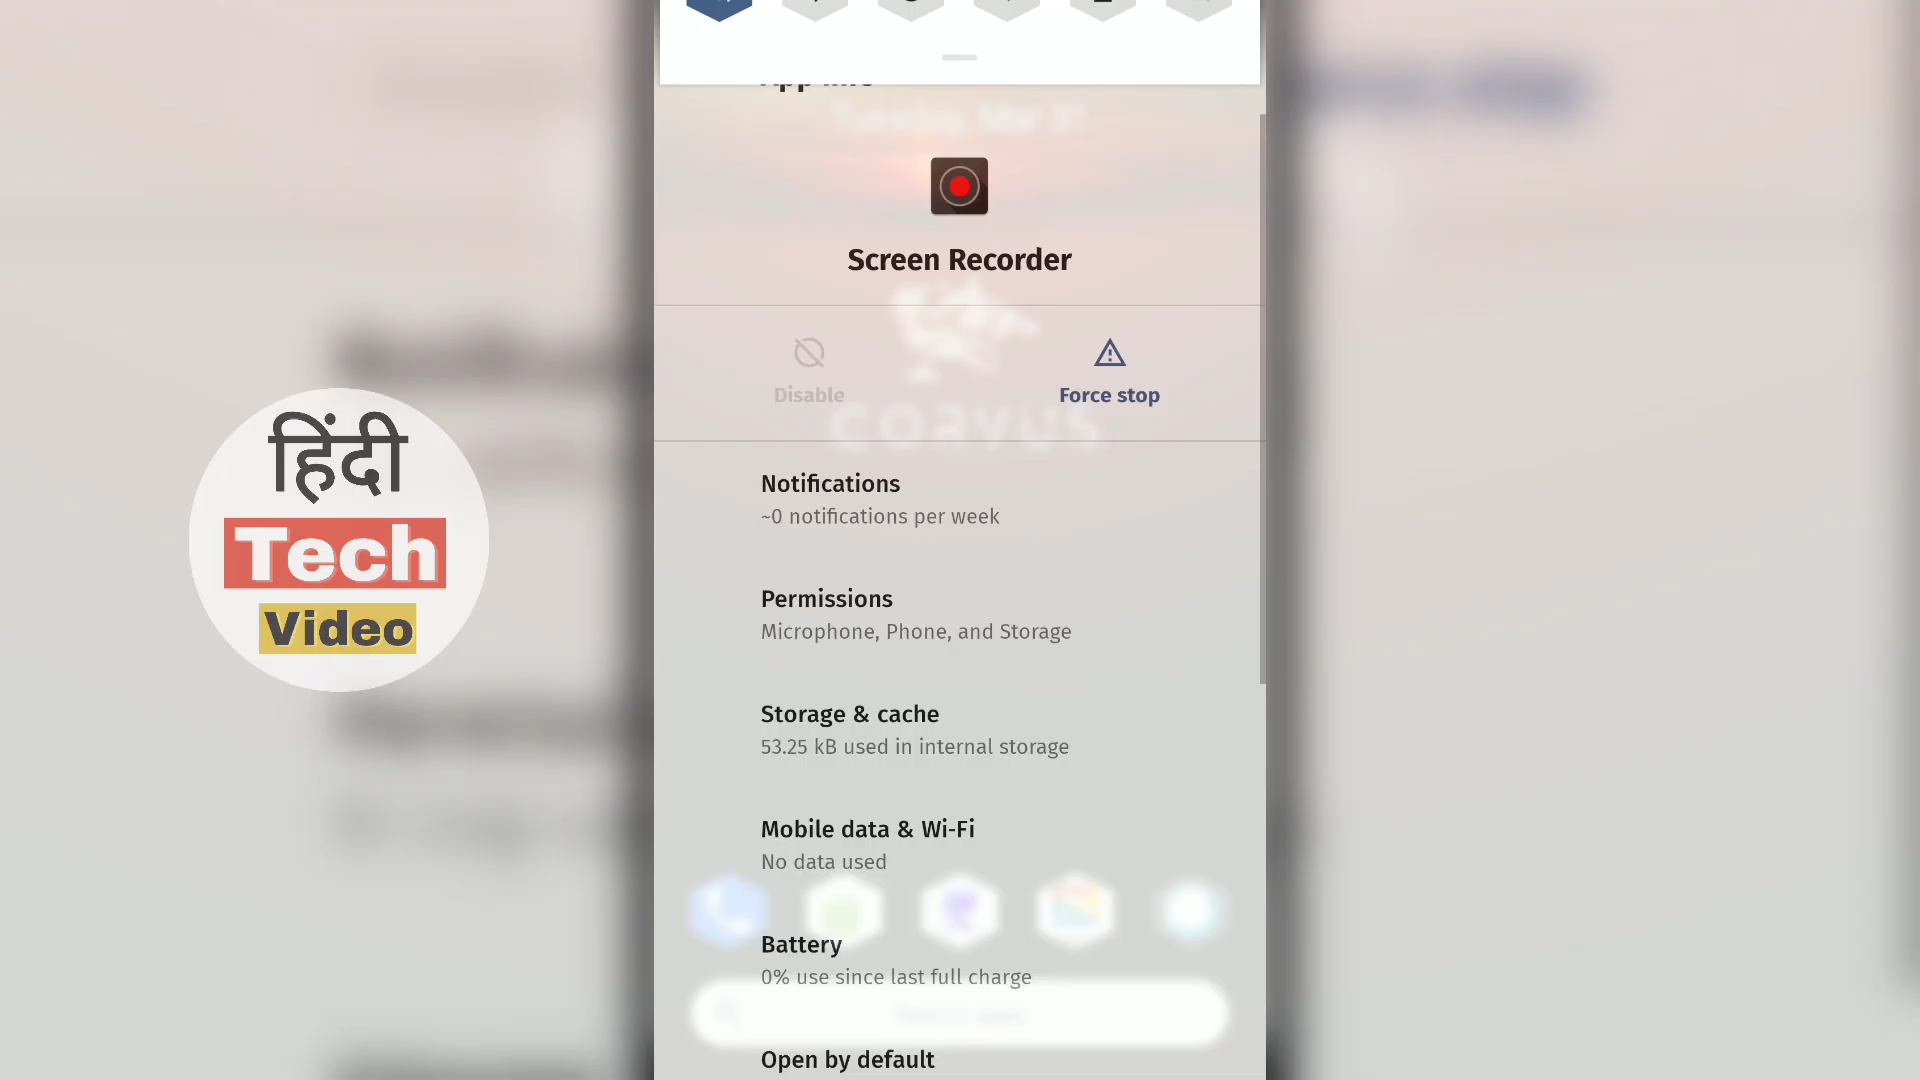 Screen Recorder
Disable
Force stop
CORVUS
Notifications
~0 notifications per week
Permissions
Microphone, Phone, and Storage
Storage & cache
53.25 kB used in internal storage
Mobile data & Wi-Fi
No data used
Battery
0% use since last full charge
Open by default
हिंदी
Tech
Video